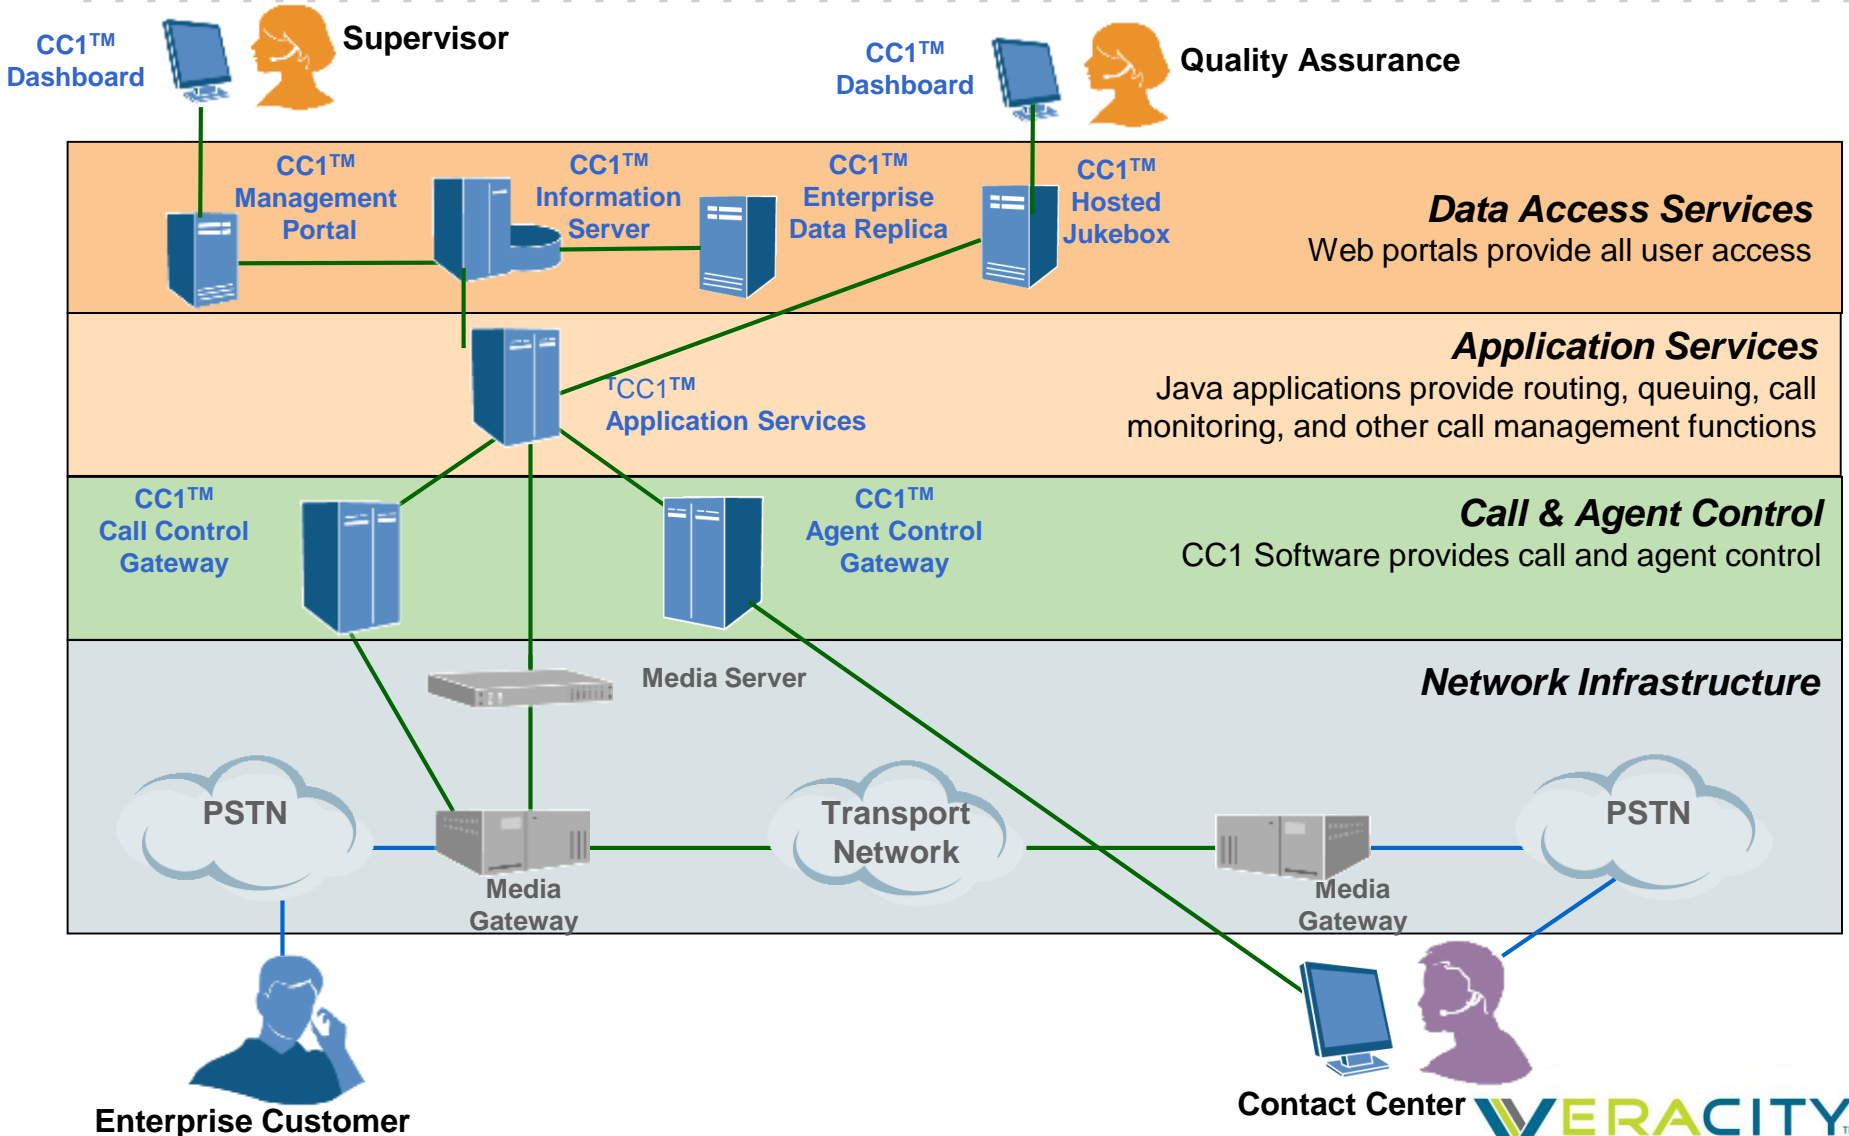 CC1™
Dashboard
Supervisor
CC1™
Dashboard
Quality Assurance
CC1™
Management
Portal
CC1™
Information
Server
CC1™
Enterprise
Data Replica
CC1™
Hosted
Jukebox
Data Access Services
Web portals provide all user access
Application Services
Java applications provide routing, queuing, call
monitoring, and other call management functions
TCC1™
Application Services
CC1™
Call Control
Gateway
CC1™
Agent Control
Gateway
Call & Agent Control
CC1 Software provides call and agent control
Media Server
Network Infrastructure
PSTN
Media
Gateway
Transport
Network
Media
Gateway
PSTN
Enterprise Customer
Contact Center
VERACITY™